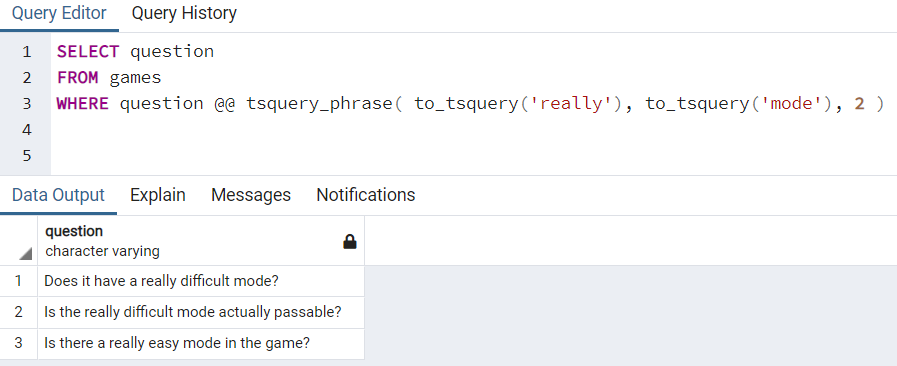 Query Editor Query History
1 SELECT question
2 FROM games
3 WHERE question @@ tsquery_phrase( to_tsquery('really'), to_tsquery('mode'), 2 )
4
5
Data Output Explain Messages Notifications
question
character varying
1 Does it have a really difficult mode?
2 Is the really difficult mode actually passable?
3 Is there a really easy mode in the game?